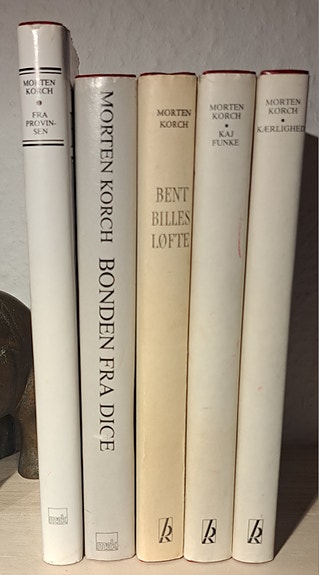 MORTEN
KORCH
FRA
PROVIN-
SEN
MORTEN KORCH BONDEN FRA DICE
MORTEN
KORCH
BENT
BILLES
LØFTE
MORTEN
KORCH
KAJ
FUNKE
MORTEN
KORCH
KÆRLIGHED